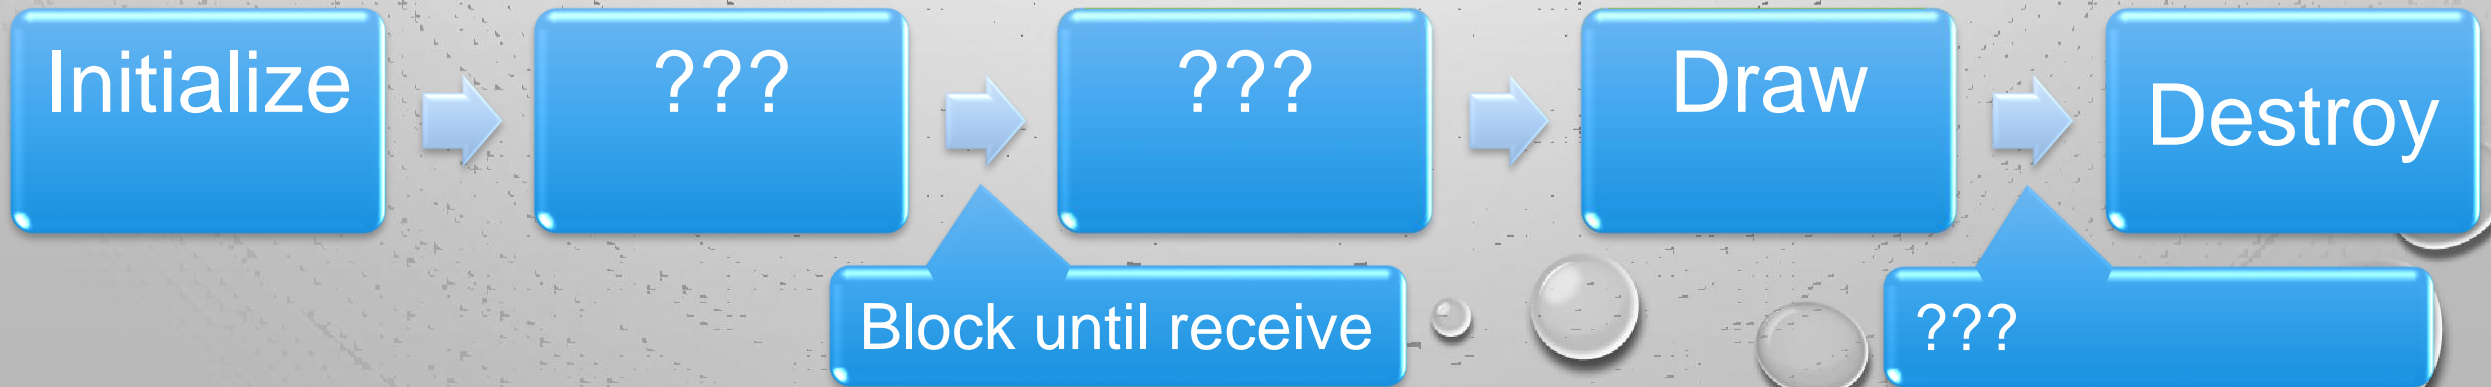 Initialize
???
???
Draw
Destroy
Block until receive
???